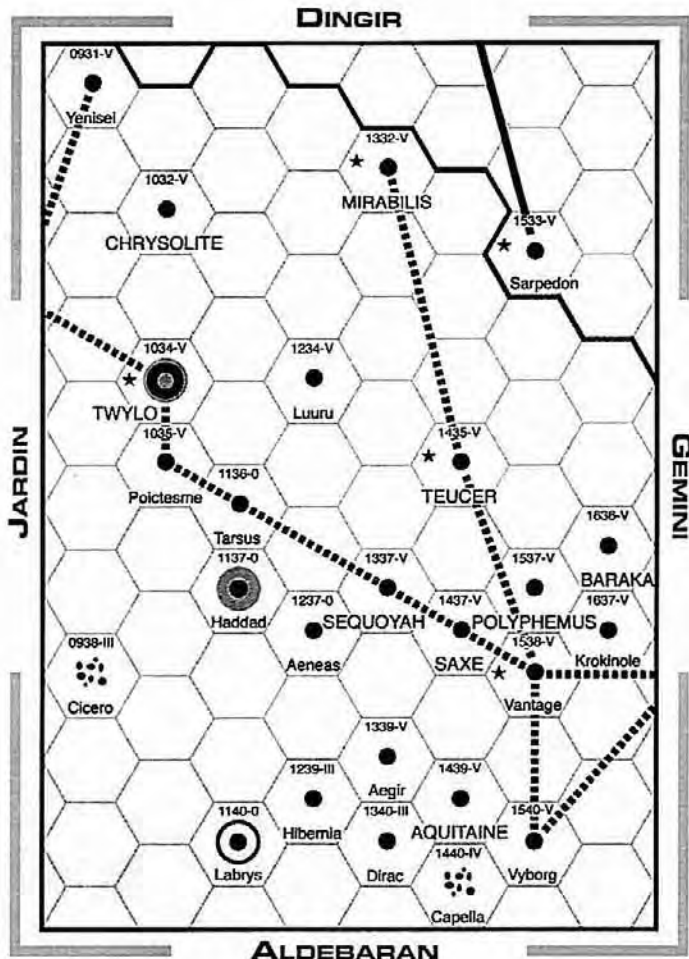 DINGIR
0931-V
Yenisel
1332-V
MIRABILIS
1032-V
CHRYSOLITE
1533-V
Sarpedon
1034-V
TWYLO
1234-V
Luuru
JARDIN
GEMINI
1035-V
Poictesme
1435-V
TEUCER
1136-0
Tarsus
1636-V
BARAKA
1137-0
Haddad
1337-V
SEQUOYAH
1537-V
POLYPHEMUS
1237-0
Aeneas
1437-V
SAXE
1637-V
Krokinole
0938-III
Cicero
1538-V
Vantage
1339-V
Aegir
1239-III
Hibernia
1439-V
AQUITAINE
1140-0
Labrys
1340-III
Dirac
1540-V
Vyborg
1440-IV
Capella
ALDEBARAN